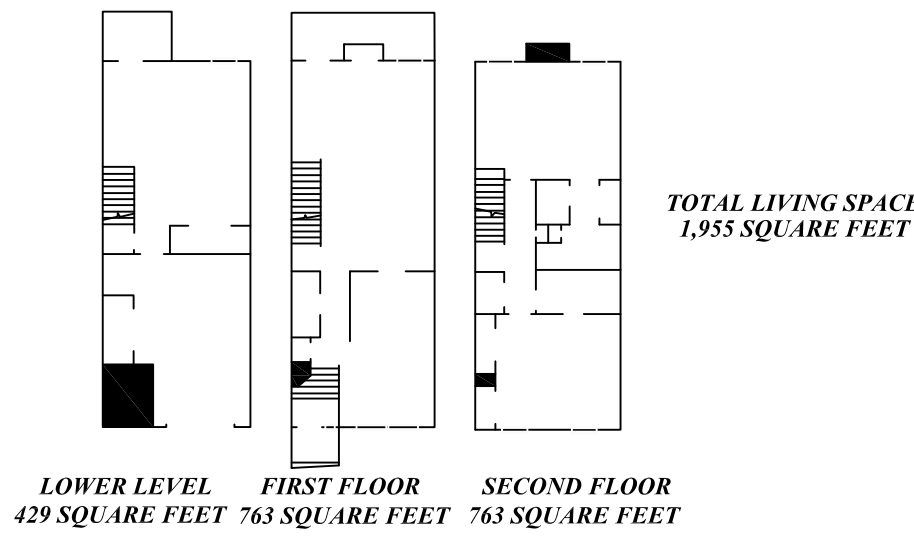 TOTAL LIVING SPACE
1,955 SQUARE FEET
LOWER LEVEL
429 SQUARE FEET
FIRST FLOOR
763 SQUARE FEET
SECOND FLOOR
763 SQUARE FEET